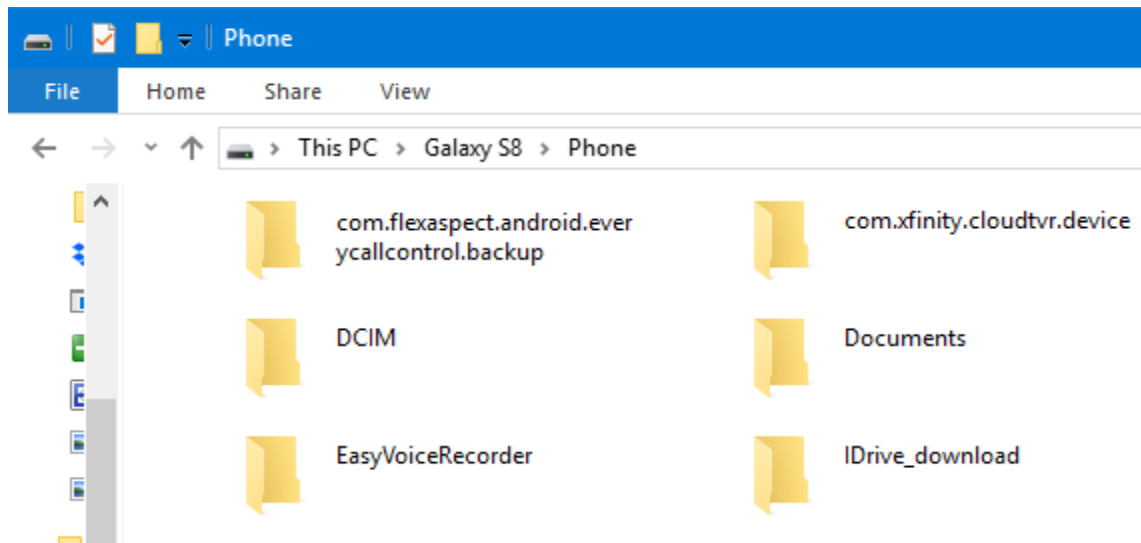 Phone
File Home Share View
This PC > Galaxy S8 > Phone
com.flexaspect.android.ever
ycallcontrol.backup
com.xfinity.cloudtvr.device
DCIM
Documents
EasyVoiceRecorder
IDrive_download